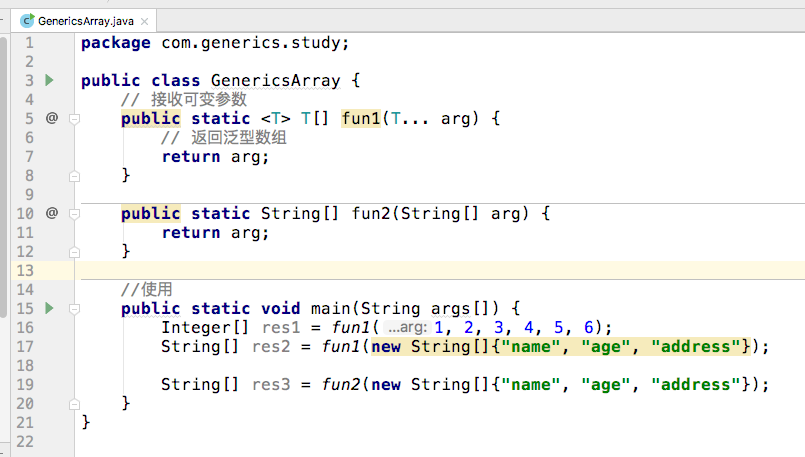 GenericsArray.java
1 package com.generics.study;
2
3 public class GenericsArray {
4 // 接收可变参数
5 @ public static <T> T[] fun1(T... arg) {
6 // 返回泛型数组
7 return arg;
8 }
9
10 @ public static String[] fun2(String[] arg) {
11 return arg;
12 }
13
14 //使用
15 public static void main(String args[]) {
16 Integer[] res1 = fun1( ...arg: 1, 2, 3, 4, 5, 6);
17 String[] res2 = fun1(new String[]{"name", "age", "address"});
18
19 String[] res3 = fun2(new String[]{"name", "age", "address"});
20 }
21 }
22